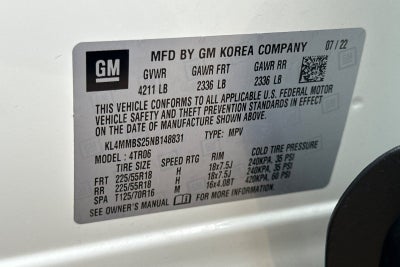 GM
MFD BY GM KOREA COMPANY 07 / 22
GVWR GAWR FRT GAWR RR
4211 LB 2336 LB 2336 LB
THIS VEHICLE CONFORMS TO ALL APPLICABLE U.S. FEDERAL MOTOR
VEHICLE SAFETY AND THEFT PREVENTION STANDARDS IN EFFECT ON
THE DATE OF MANUFACTURE SHOWN ABOVE.
KL4MMBS25NB148831 TYPE: MPV
MODEL: 4TR06
TIRE SIZE SPEED RTG RIM COLD TIRE PRESSURE
FRT 225/55R18 H 18x7.5J 240KPA, 35 PSI
RR 225/55R18 H 18x7.5J 240KPA, 35 PSI
SPA T125/70R16 M 16x4.0BT 420KPA, 60 PSI
SEE OWNER'S MANUAL FOR MORE INFORMATION.